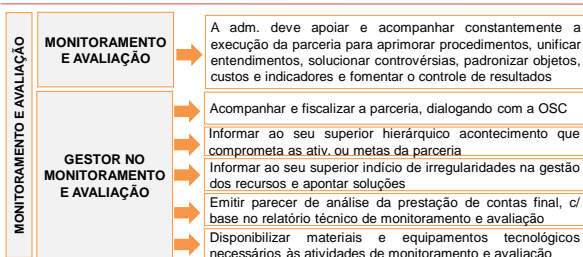 MONITORAMENTO E AVALIAÇÃO
MONITORAMENTO
E AVALIAÇÃO
A adm. deve apoiar e acompanhar constantemente a
execução da parceria para aprimorar procedimentos, unificar
entendimentos, solucionar controvérsias, padronizar objetos,
custos e indicadores e fomentar o controle de resultados
GESTOR NO
MONITORAMENTO
E AVALIAÇÃO
Acompanhar e fiscalizar a parceria, dialogando com a OSC
Informar ao seu superior hierárquico acontecimento que
comprometa as ativ. ou metas da parceria
Informar ao seu superior indício de irregularidades na gestão
dos recursos e apontar soluções
Emitir parecer de análise da prestação de contas final, c/
base no relatório técnico de monitoramento e avaliação
Disponibilizar materiais e equipamentos tecnológicos
necessários às atividades de monitoramento e avaliação